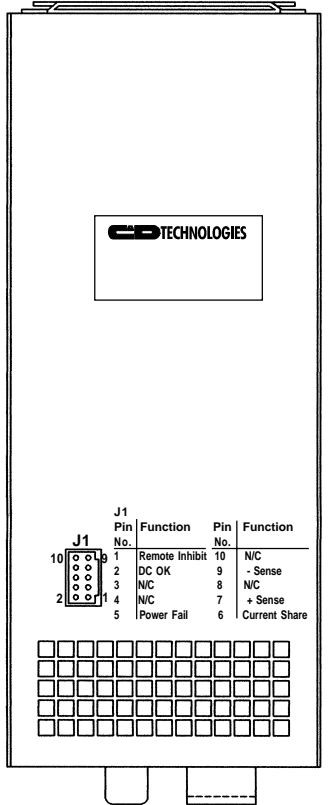 C&D TECHNOLOGIES
J1
Pin Function Pin Function
No. No.
1 Remote Inhibit 10 N/C
2 DC OK 9 - Sense
3 N/C 8 N/C
4 N/C 7 + Sense
5 Power Fail 6 Current Share
J1
10 9
2 1